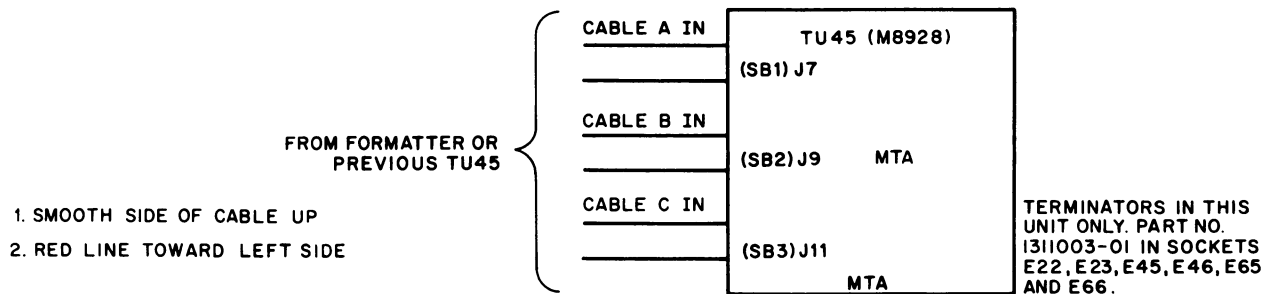 CABLE A IN
TU45 (M8928)
(SB1) J7
CABLE B IN
FROM FORMATTER OR
PREVIOUS TU45
(SB2) J9
MTA
CABLE C IN
1. SMOOTH SIDE OF CABLE UP
2. RED LINE TOWARD LEFT SIDE
(SB3) J11
MTA
TERMINATORS IN THIS
UNIT ONLY. PART NO.
1311003-01 IN SOCKETS
E22, E23, E45, E46, E65
AND E66.